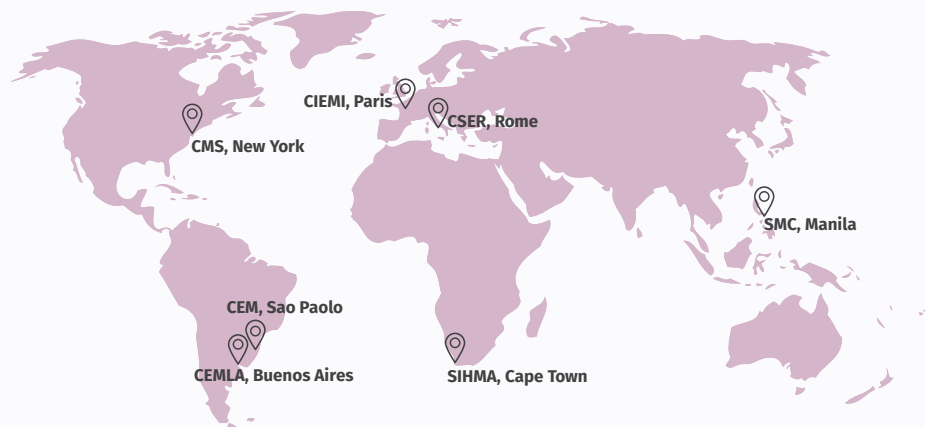 CIEMI, Paris
CSER, Rome
CMS, New York
SMC, Manila
CEM, Sao Paolo
CEMLA, Buenos Aires
SIHMA, Cape Town